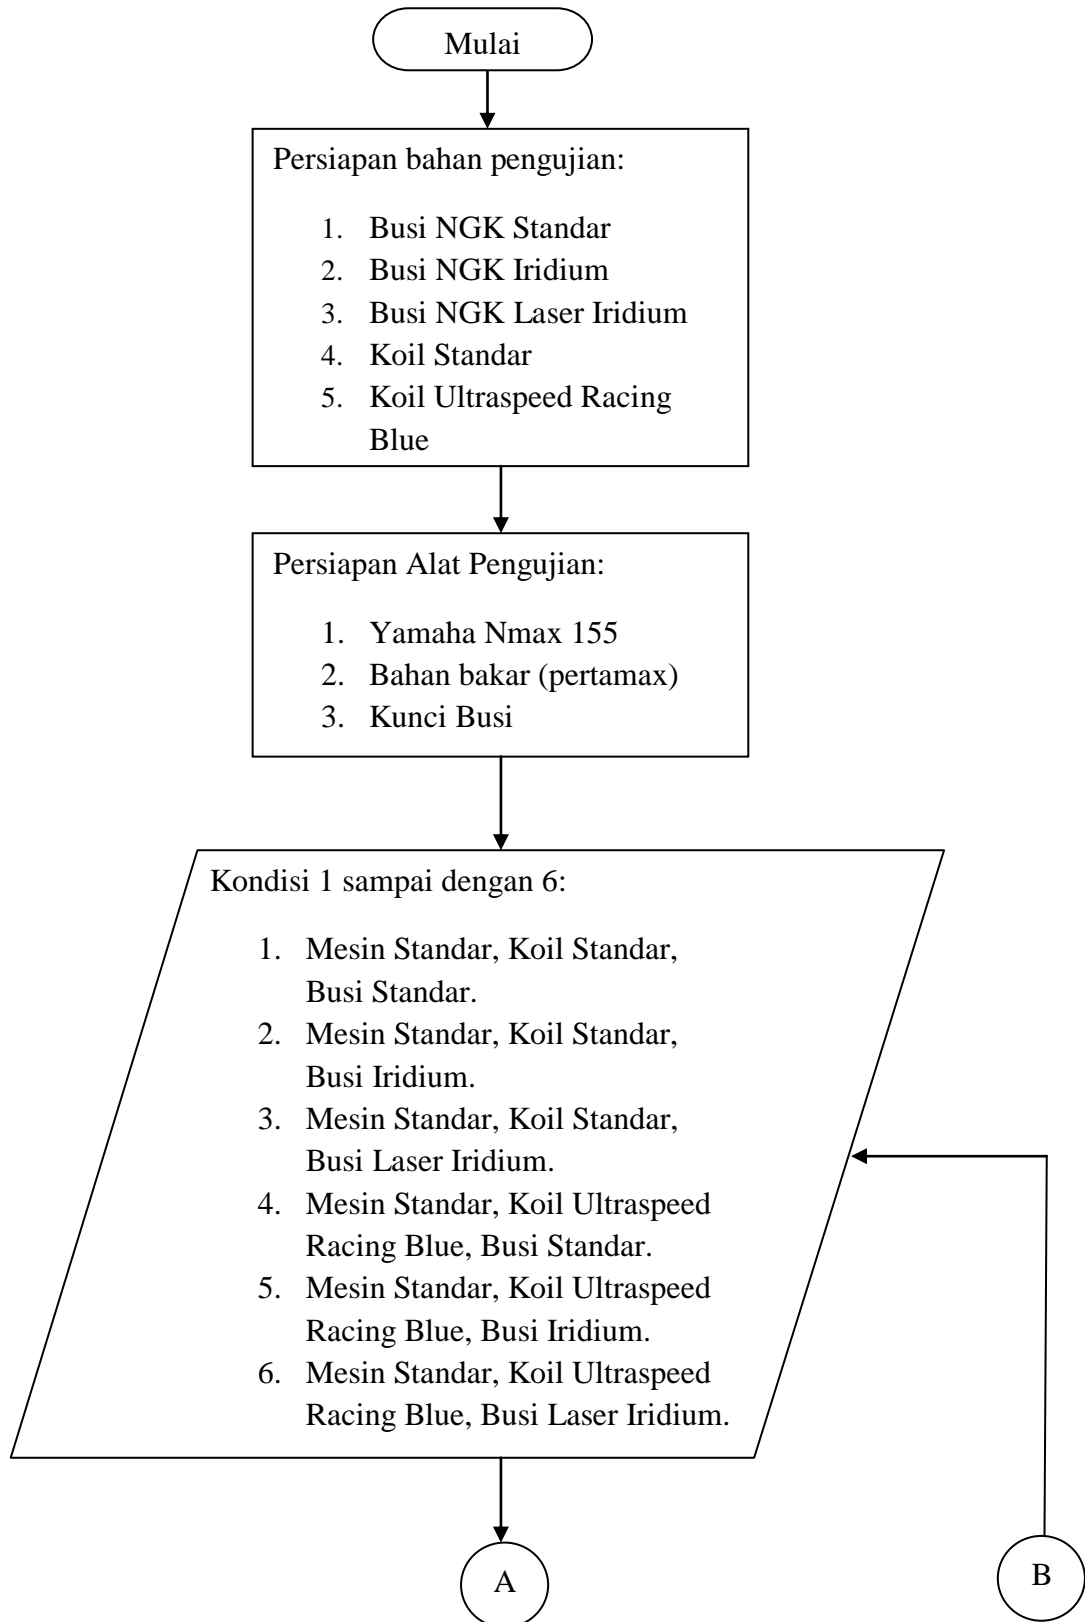 Mulai
Persiapan bahan pengujian:
1. Busi NGK Standar
2. Busi NGK Iridium
3. Busi NGK Laser Iridium
4. Koil Standar
5. Koil Ultraspeed Racing
Blue
Persiapan Alat Pengujian:
1. Yamaha Nmax 155
2. Bahan bakar (pertamax)
3. Kunci Busi
Kondisi 1 sampai dengan 6:
1. Mesin Standar, Koil Standar,
Busi Standar.
2. Mesin Standar, Koil Standar,
Busi Iridium.
3. Mesin Standar, Koil Standar,
Busi Laser Iridium.
4. Mesin Standar, Koil Ultraspeed
Racing Blue, Busi Standar.
5. Mesin Standar, Koil Ultraspeed
Racing Blue, Busi Iridium.
6. Mesin Standar, Koil Ultraspeed
Racing Blue, Busi Laser Iridium.
A
B